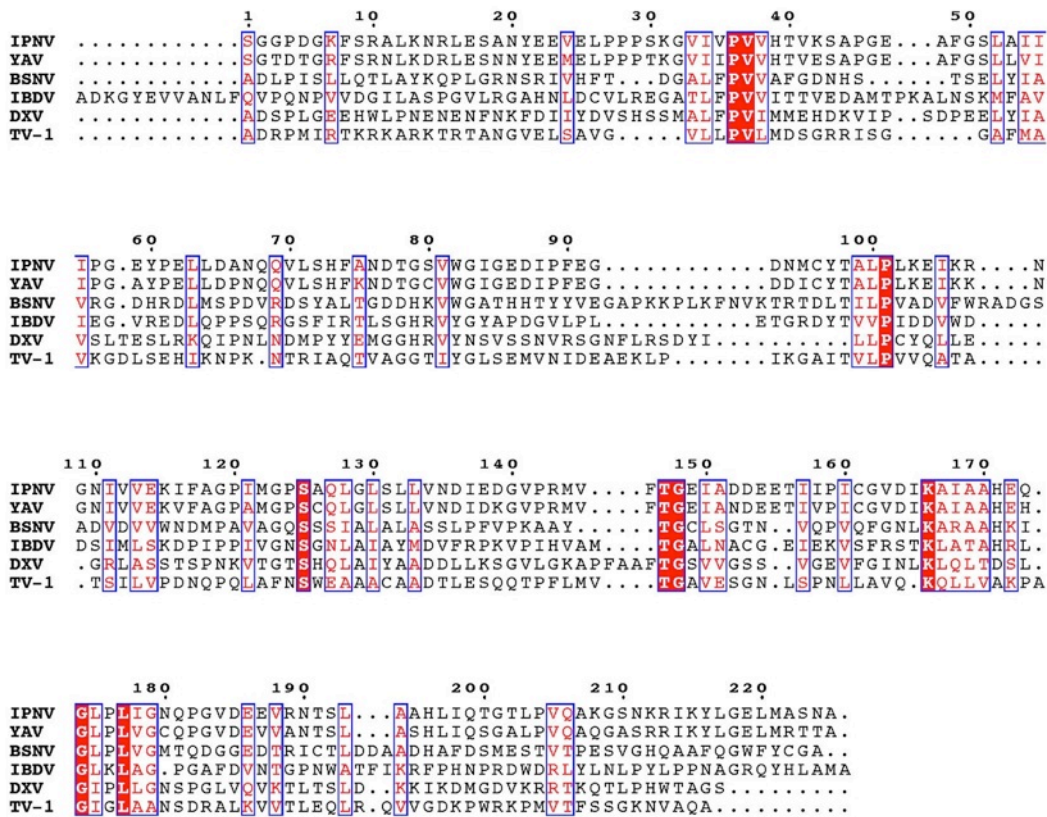 1 10 20 30 40 50
IPNV ............SGGPDGKFSRALKNRLESANYEEVELPPPSKGVIVPVVHTVKSAPGE...AFGSLAII
YAV ............SGTDTGRFSRNLKDRLESNNYEEMELPPPTKGVIIPVVHTVESAPGE...AFGSLLVI
BSNV ............ADLPISLLQTLAYKQPLGRNSRIVHFT..DGALFPVVAFGDNHS.....TSELYIA
IBDV ADKGYEVVANLFQVPQNPVVDGILASPGVLRGAHNLDCVLREGATLFPVVITTVEDAMTPKALNSKMFAV
DXV ............ADSPLGEEHWLPNENENFNKFDIIYDVSHSSMALFPVIMMEHDKVIP.SDPEELYIA
TV-1 ............ADRPMIRTKRKARKTRTANGVELSAVG.....VLLPVLMDSGRRISG.....GAFMA
60 70 80 90 100
IPNV IPG.EYPELLDANQQVLSHFANDTGSVWGIGEDIPFEG............DNMCYTALPLKEIKR....N
YAV IPG.AYPELLDPNQQVLSHFKNDTGCVWGIGEDIPFEG............DDICYTALPLKEIKK....N
BSNV VRG.DHRDLMSPDVRDSYALTGDDHKVWGATHHTYYVEGAPKKPLKFNVKTRTDLTILPVADVFWRADGS
IBDV IEG.VREDLQPPSQRGSFIRTLSGHRVYGYAPDGVLPL...........ETGRDYTVVPIDDVWD.....
DXV VSLTESLRKQIPNLNDMPYYEMGGHRVYNSVSSNVRSGNFLRSDYI.........LLPCYQLLE.....
TV-1 VKGDLSEHIKNPK.NTRIAQTVAGGTIYGLSEMVNIDEAEKLP.....IKGAITVLPVVQATA.....
110 120 130 140 150 160 170
IPNV GNIVVEKIFAGPIMGPSAQLGLSLLVNDIEDGVPRMV....FTGEIADDEETIIPICGVDIKAIAAHEQ.
YAV GNIVVEKVFAGPAMGPSCQLGLSLLVNDIDKGVPRMV....FTGEIANDEETIVPICGVDIKAIAAHEH.
BSNV ADVDVVWNDMPAVAGQSSSIALALASSLPFVPKAAY.....TGCLSGTN..VQPVQFGNLKARAAHKI.
IBDV DSIMLSKDPIPPIVGNSGNLAIAYMDVFRPKVPIHVAM....TGALNACG.EIEKVSFRSTKLATAHRL.
DXV .GRLASSTSPNKVTGTSHQLAIYAADDLLKSGVLGKAPFAAFTGSVVGSS..VGEVFGINLKLQLTDSL.
TV-1 .TSILVPDNQPQLAFNSWEAAACAADTLESQQTPFLMV....TGAVESGN.LSPNLLAVQ.KQLLVAKPA
180 190 200 210 220
IPNV GLPLIGNQPGVDEEVRNTSL...AAHLIQTGTLPVQAKGSNKRIKYLGELMASNA.
YAV GLPLVGCQPGVDEEVVANTSL...ASHLIQSGALPVQAQGASRRIKYLGELMRTTA.
BSNV GLPLVGMTQDGGEDTRICTLDDAADHAFDSMESTVTPESVGHQAAFQGWFYCGA.
IBDV GLKLAG.PGAFDVNTGPNWATFIKRFPHNPRDWDRLYLNLPYLPPNAGRQYHLAMA
DXV GIPLLGNSPGLVQVKTLTSL.DKKIKDMGDVKRRTKQTLPHWTAGS.......
TV-1 GIGLAANSDRALKVVTLEQLR.QVVGDKPWRKPMVTFSSGKNVAQA........